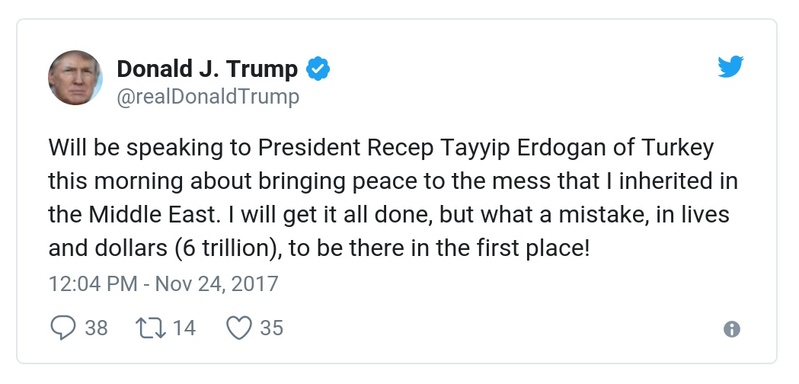 Donald J. Trump
@realDonaldTrump
Will be speaking to President Recep Tayyip Erdogan of Turkey
this morning about bringing peace to the mess that I inherited in
the Middle East. I will get it all done, but what a mistake, in lives
and dollars (6 trillion), to be there in the first place!
12:04 PM - Nov 24, 2017
38 14 35